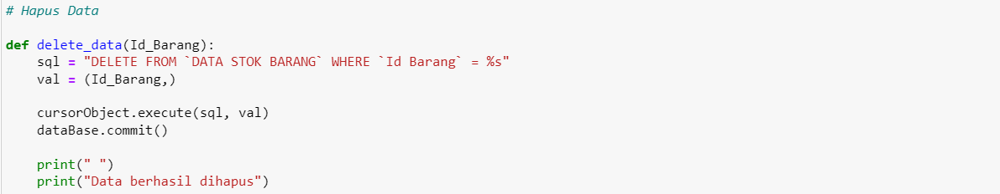 # Hapus Data
def delete_data(Id_Barang):
    sql = "DELETE FROM `DATA STOK BARANG` WHERE `Id Barang` = %s"
    val = (Id_Barang,)
    cursorObject.execute(sql, val)
    dataBase.commit()
    print(" ")
    print("Data berhasil dihapus")